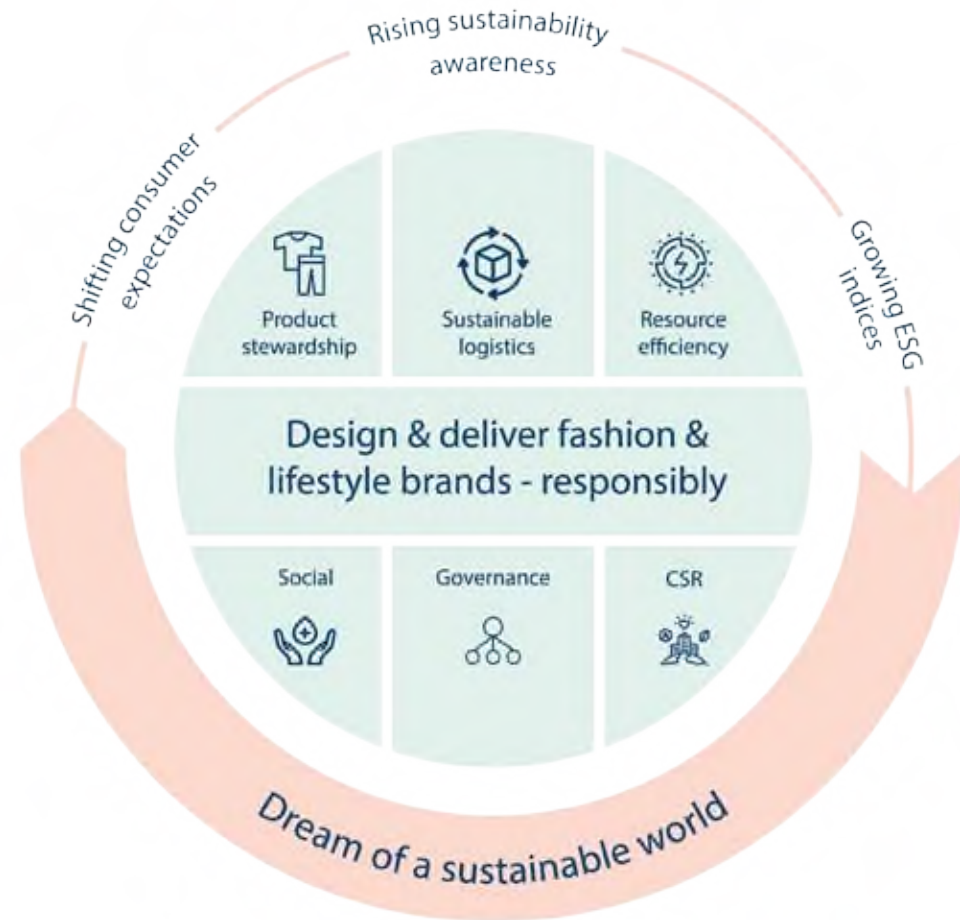 Rising sustainability
awareness
Shifting consumer
expectations
Growing ESG
indices
Product
stewardship
Sustainable
logistics
Resource
efficiency
Design & deliver fashion &
lifestyle brands - responsibly
Social
Governance
CSR
Dream of a sustainable world